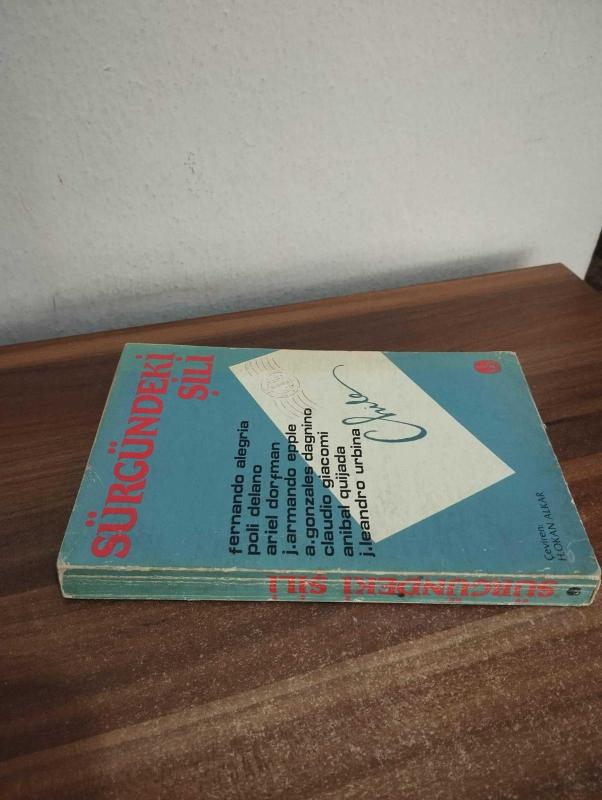 SÜRGÜNDEKİ
ŞİLİ
fernando alegria
poli delano
ariel dorfman
j.armando epple
a.gonzales dagnino
claudio giacomi
anibal quijada
j.leandro urbina
Chile
Çeviren:
H.OKAN ALKAR
SÜRGÜNDEKİ ŞİLİ